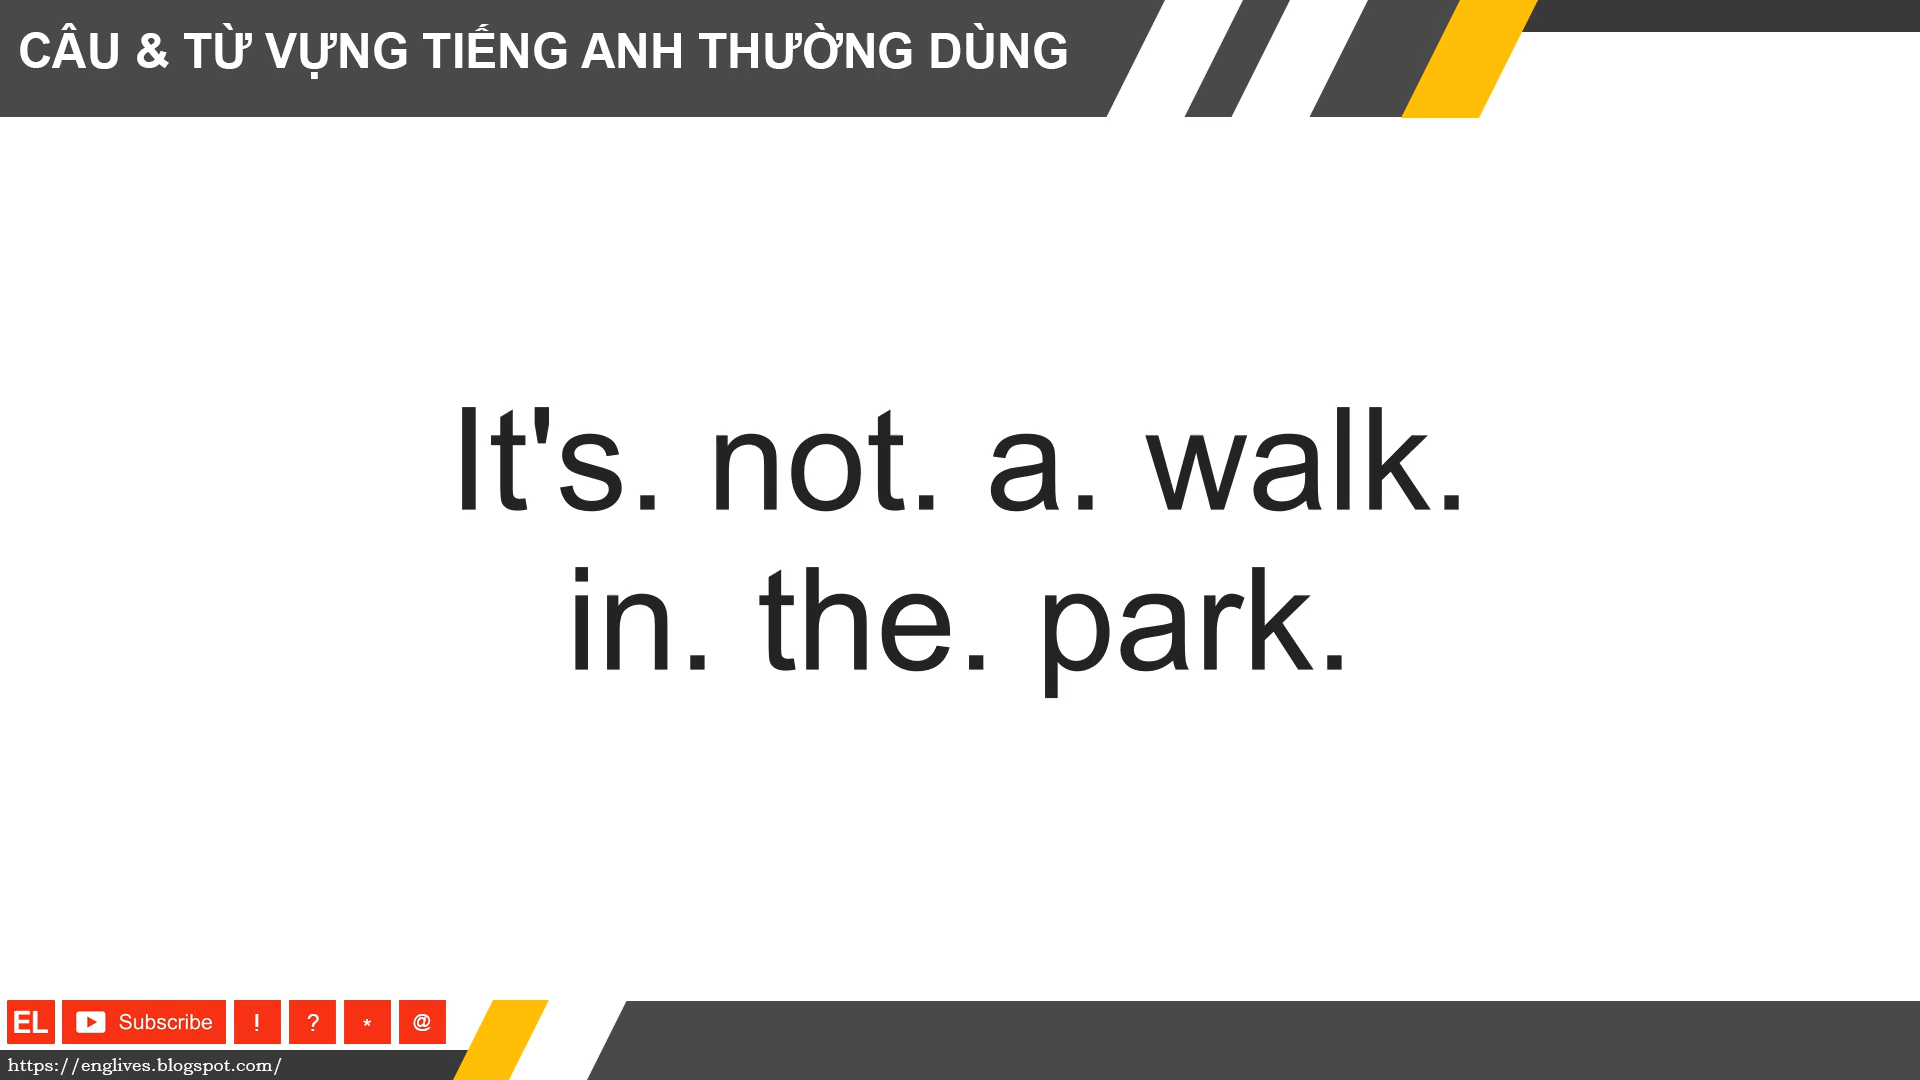 CÂU & TỪ VỰNG TIẾNG ANH THƯỜNG DÙNG
It's. not. a. walk.
in. the. park.
EL Subscribe ! ? * @
https://englives.blogspot.com/